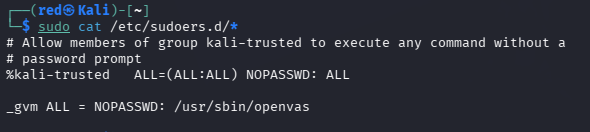 ┌──(red㉿Kali)-[~]
└─$ sudo cat /etc/sudoers.d/*
# Allow members of group kali-trusted to execute any command without a
# password prompt
%kali-trusted   ALL=(ALL:ALL) NOPASSWD: ALL

_gvm ALL = NOPASSWD: /usr/sbin/openvas